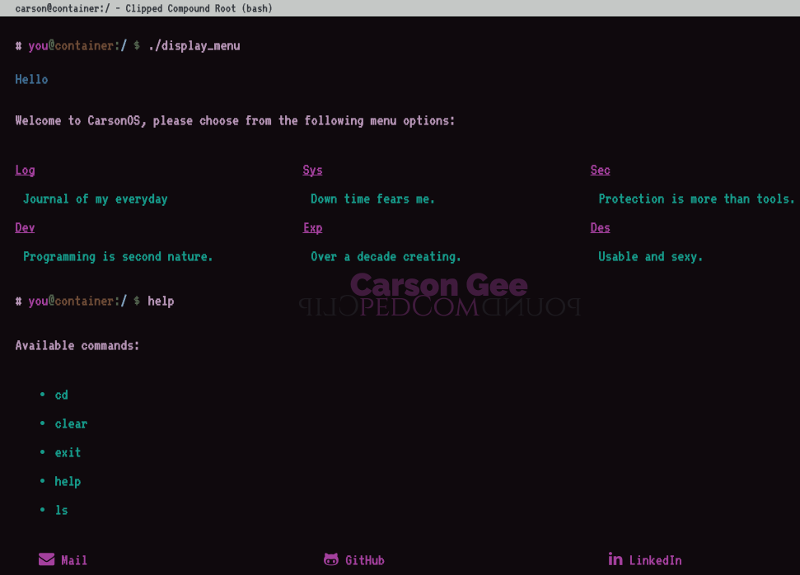 carson@container:/ - Clipped Compound Root (bash)
# you@container:/ $ ./display_menu
Hello
Welcome to CarsonOS, please choose from the following menu options:
Log Sys Sec
Journal of my everyday Down time fears me. Protection is more than tools.
Dev Exp Des
Programming is second nature. Over a decade creating. Usable and sexy.
Carson Gee
CLIPPEDCOMPOUND
# you@container:/ $ help
Available commands:
• cd
• clear
• exit
• help
• ls
Mail GitHub LinkedIn